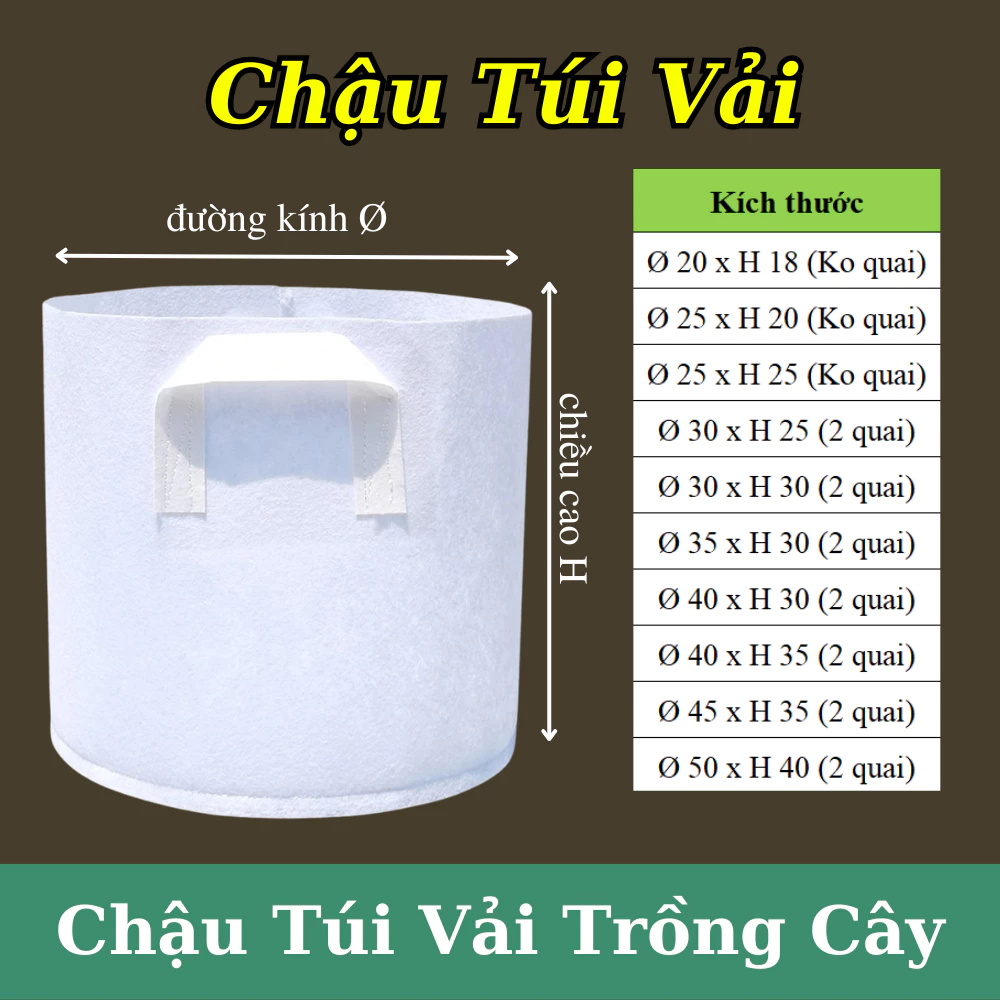 Chậu Túi Vải
đường kính Ø
chiều cao H
Kích thước
Ø 20 x H 18 (Ko quai)
Ø 25 x H 20 (Ko quai)
Ø 25 x H 25 (Ko quai)
Ø 30 x H 25 (2 quai)
Ø 30 x H 30 (2 quai)
Ø 35 x H 30 (2 quai)
Ø 40 x H 30 (2 quai)
Ø 40 x H 35 (2 quai)
Ø 45 x H 35 (2 quai)
Ø 50 x H 40 (2 quai)
Chậu Túi Vải Trồng Cây